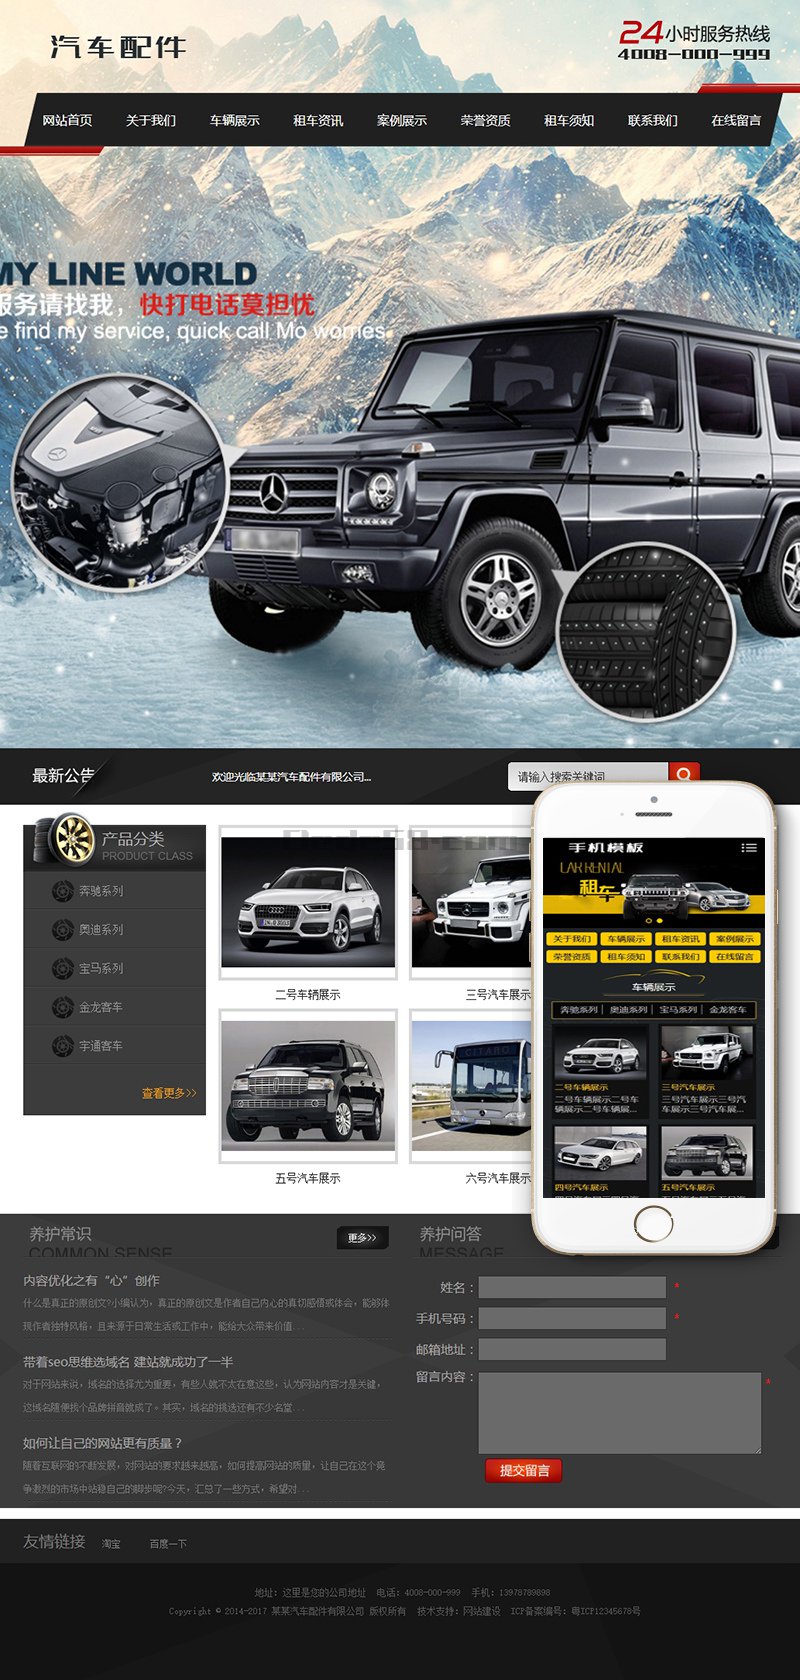 汽车配件
24小时服务热线
4008-000-999
网站首页 关于我们 车辆展示 租车资讯 案例展示 荣誉资质 租车须知 联系我们 在线留言
MY LINE WORLD
服务请找我，快打电话莫担忧
e find my service, quick call Mo worries
最新公告
欢迎光临某某汽车配件有限公司...
请输入搜索关键词
产品分类
PRODUCT CLASS
奔驰系列
奥迪系列
宝马系列
金龙客车
宇通客车
查看更多>>
二号车辆展示
三号汽车展示
五号汽车展示
六号汽车展示
CITARO
手机模板
LAR RENTAL
租车
关于我们 车辆展示 租车资讯 案例展示
荣誉资质 租车须知 联系我们 在线留言
车辆展示
奔驰系列 | 奥迪系列 | 宝马系列 | 金龙客车
二号车辆展示
二号车辆展示二号车
辆展示二号车辆...
三号汽车展示
三号汽车展示三号汽
车展示三号汽车展...
四号汽车展示
五号汽车展示
养护常识
COMMON SENSE
更多>>
内容优化之有“心”创作
什么是真正的原创文?小编认为，真正的原创文是作者自己内心的真切感悟或体会，能够体
现作者独特风格，且来源于日常生活或工作中，能给大众带来价值...
带着seo思维选域名 建站就成功了一半
对于网站来说，域名的选择尤为重要，有些人就不太在意这些，认为网站内容才是关键，
这域名随便找个品牌拼音就成了。其实，域名的挑选还有不少名堂...
如何让自己的网站更有质量？
随着互联网的不断发展，对网站的要求越来越高，如何提高网站的质量，让自己在这个竞
争激烈的市场中站稳自己的脚步呢?今天，汇总了一些方式，希望对...
养护问答
MESSAGE
姓名： *
手机号码： *
邮箱地址：
留言内容： *
提交留言
友情链接 淘宝 百度一下
地址：这里是您的公司地址 电话：4008-000-999 手机：13978789898
Copyright © 2014-2017 某某汽车配件有限公司 版权所有 技术支持：网站建设 ICP备案编号：粤ICP12345678号